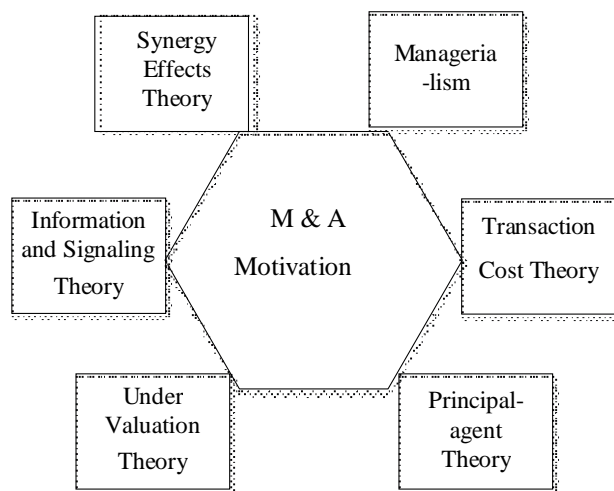 Synergy
Effects
Theory
Manageria
-lism
Information
and Signaling
Theory
M & A
Motivation
Transaction
Cost Theory
Under
Valuation
Theory
Principal-
agent
Theory